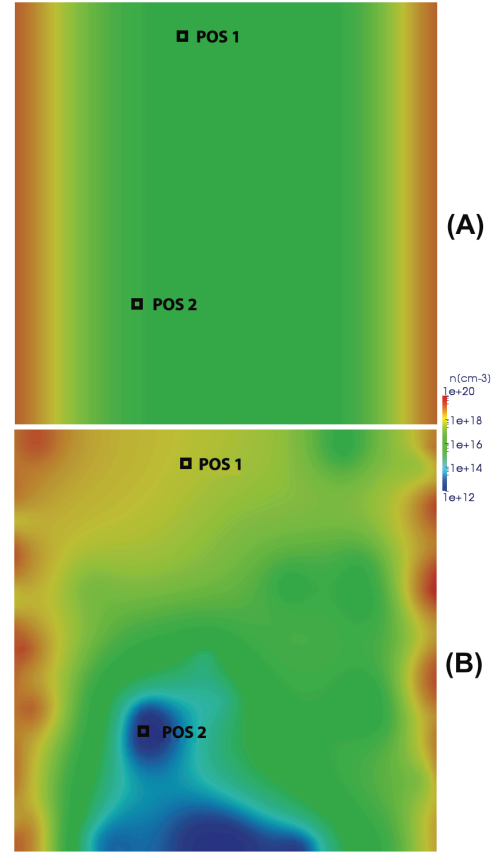 POS 1
(A)
POS 2
n(cm-3)
1e+20
1e+18
1e+16
1e+14
1e+12
POS 1
(B)
POS 2